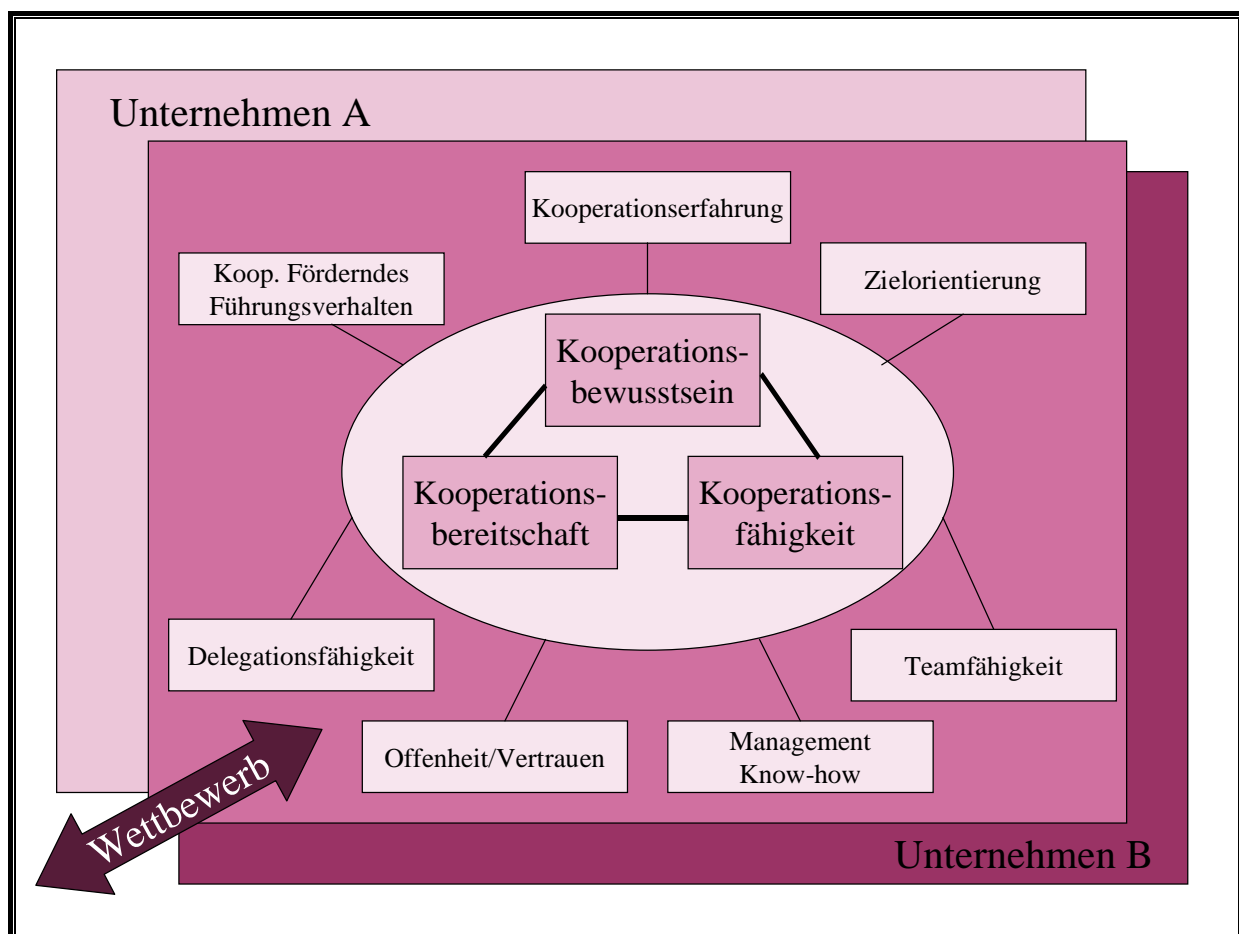 Unternehmen A
Kooperationserfahrung
Koop. Förderndes
Führungsverhalten
Zielorientierung
Kooperations-
bewusstsein
Kooperations-
bereitschaft
Kooperations-
fähigkeit
Delegationsfähigkeit
Teamfähigkeit
Offenheit/Vertrauen
Management
Know-how
Wettbewerb
Unternehmen B